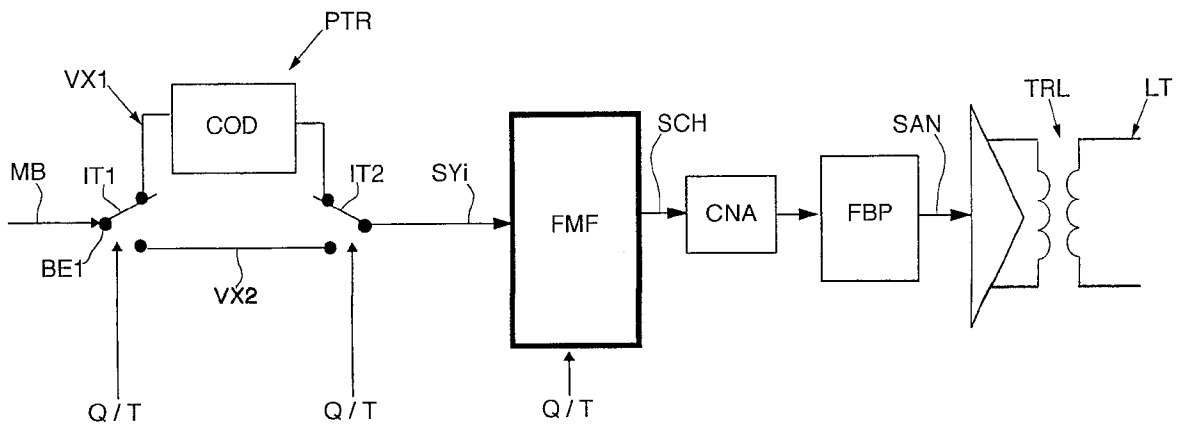 PTR
VX1
COD
TRL
LT
MB
IT1
IT2
SYi
SCH
SAN
FMF
CNA
FBP
BE1
VX2
Q / T
Q / T
Q / T